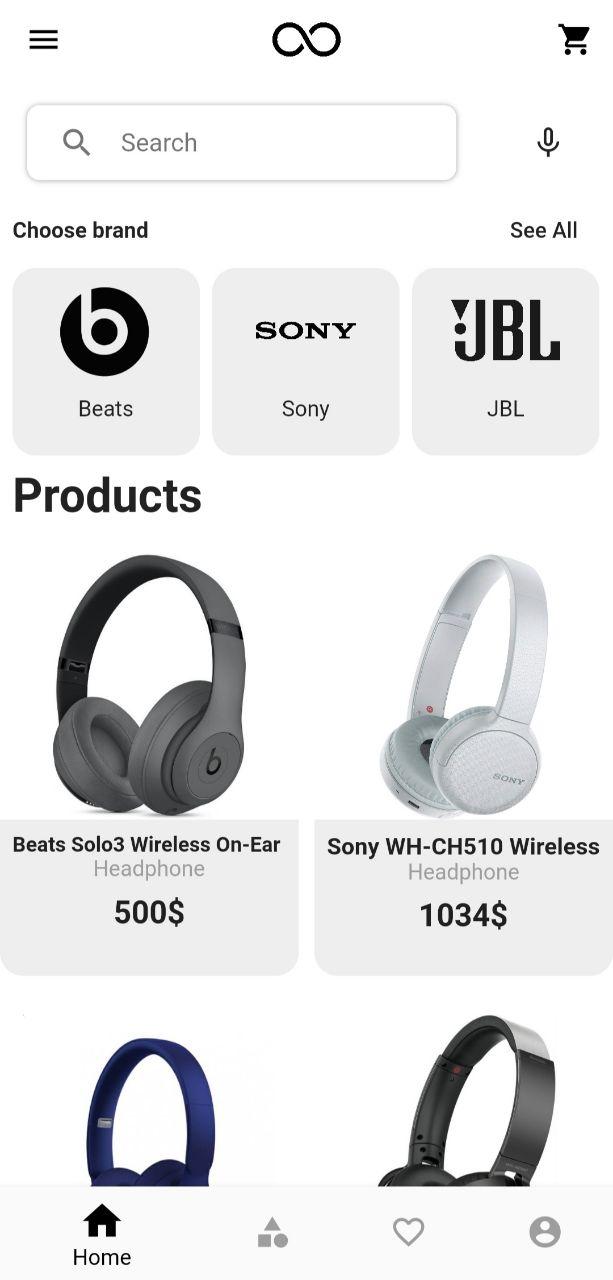 Search
Choose brand
See All
b
SONY
JBL
Beats
Sony
JBL
Products
b
SONY
Beats Solo3 Wireless On-Ear
Headphone
500$
Sony WH-CH510 Wireless
Headphone
1034$
Home